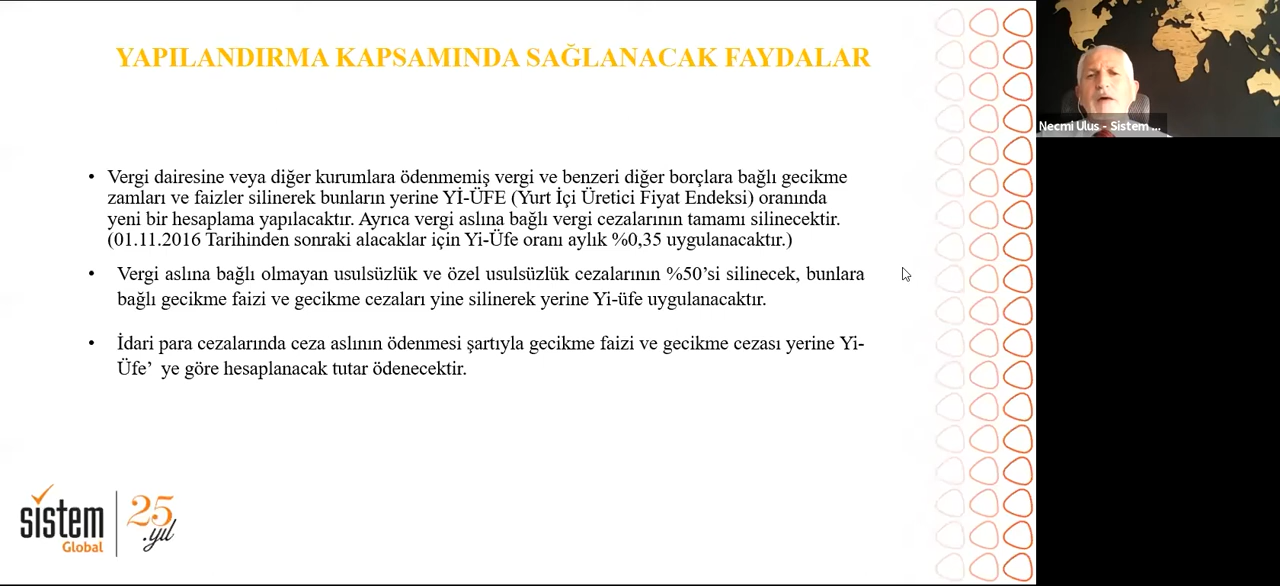 YAPILANDIRMA KAPSAMINDA SAĞLANACAK FAYDALAR
• Vergi dairesine veya diğer kurumlara ödenmemiş vergi ve benzeri diğer borçlara bağlı gecikme
zamları ve faizler silinerek bunların yerine Yİ-ÜFE (Yurt İçi Üretici Fiyat Endeksi) oranında
yeni bir hesaplama yapılacaktır. Ayrıca vergi aslına bağlı vergi cezalarının tamamı silinecektir.
(01.11.2016 Tarihinden sonraki alacaklar için Yi-Üfe oranı aylık %0,35 uygulanacaktır.)
• Vergi aslına bağlı olmayan usulsüzlük ve özel usulsüzlük cezalarının %50’si silinecek, bunlara
bağlı gecikme faizi ve gecikme cezaları yine silinerek yerine Yi-üfe uygulanacaktır.
• İdari para cezalarında ceza aslının ödenmesi şartıyla gecikme faizi ve gecikme cezası yerine Yi-
Üfe’ ye göre hesaplanacak tutar ödenecektir.
sistem
Global
25
.yıl
Necmi Ulus - Sistem ...